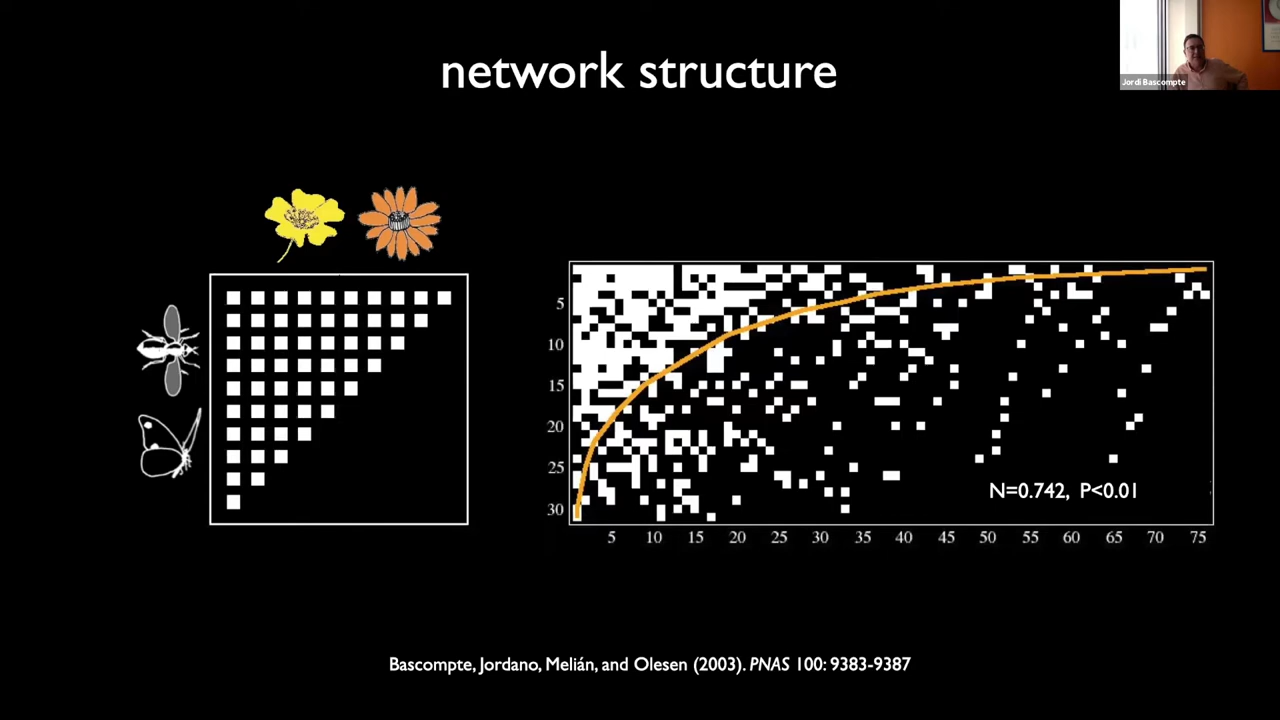 network structure
Jordi Bascompte
5
10
15
20
25
30
N=0.742, P<0.01
5 10 15 20 25 30 35 40 45 50 55 60 65 70 75
Bascompte, Jordano, Melián, and Olesen (2003). PNAS 100: 9383-9387